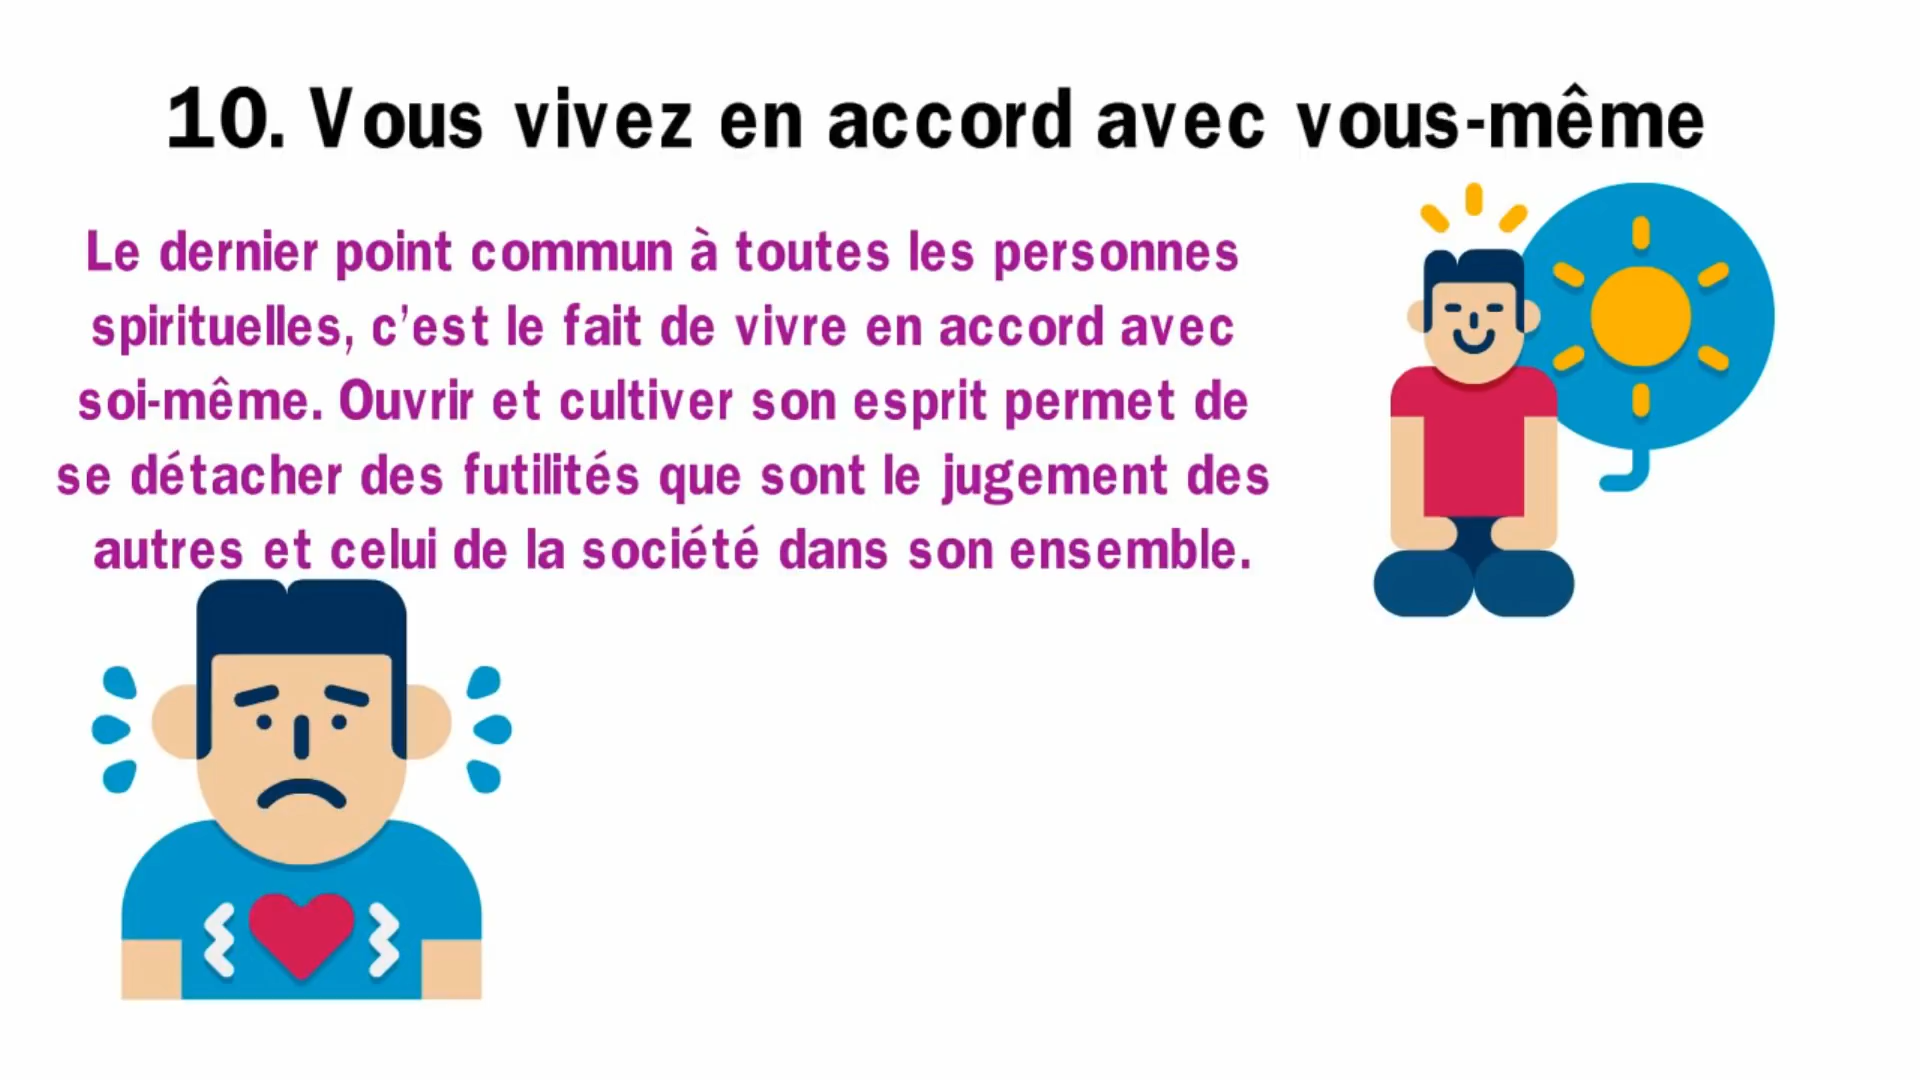 10. Vous vivez en accord avec vous-même
Le dernier point commun à toutes les personnes
spirituelles, c'est le fait de vivre en accord avec
soi-même. Ouvrir et cultiver son esprit permet de
se détacher des futilités que sont le jugement des
autres et celui de la société dans son ensemble.